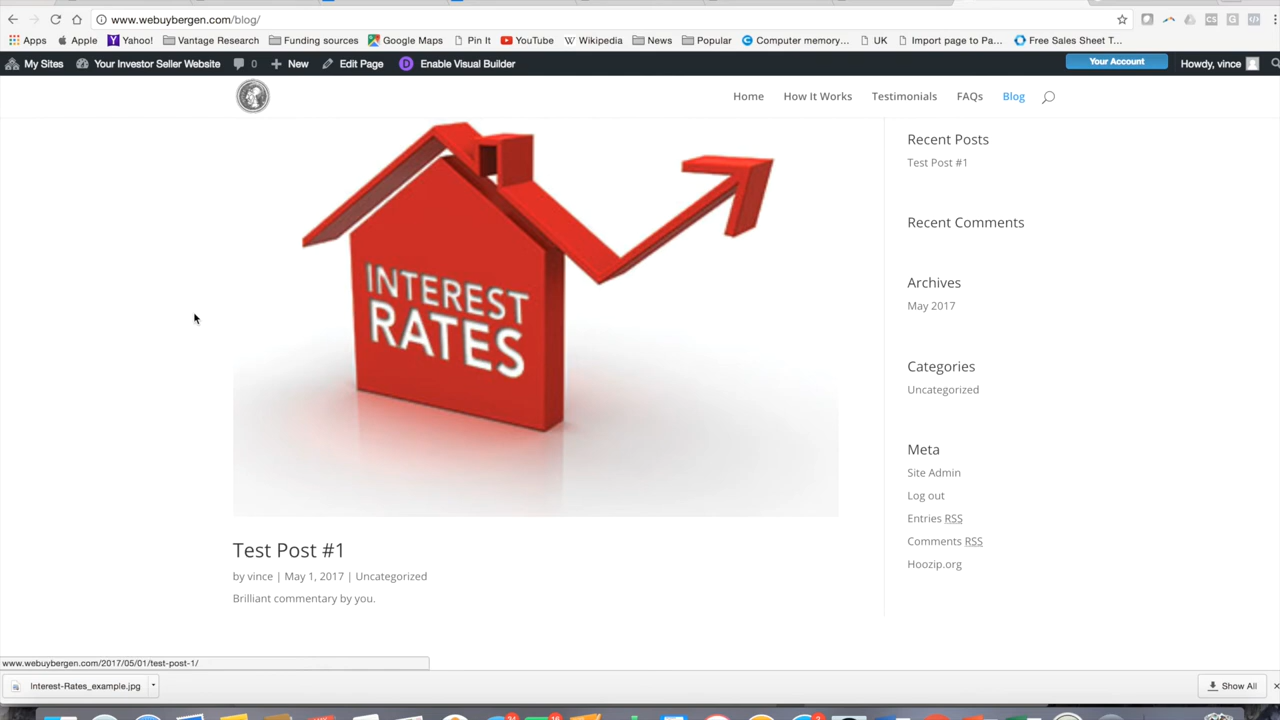 www.webuybergen.com/blog/
Apps Apple Yahoo! Vantage Research Funding sources Google Maps Pin It YouTube Wikipedia News Popular Computer memory... UK Import page to Pa... Free Sales Sheet T...
My Sites Your Investor Seller Website 0 New Edit Page Enable Visual Builder Your Account Howdy, vince
Home How It Works Testimonials FAQs Blog
INTEREST
RATES
Test Post #1
by vince | May 1, 2017 | Uncategorized
Brilliant commentary by you.
Recent Posts
Test Post #1
Recent Comments
Archives
May 2017
Categories
Uncategorized
Meta
Site Admin
Log out
Entries RSS
Comments RSS
Hoozip.org
www.webuybergen.com/2017/05/01/test-post-1/
Interest-Rates_example.jpg Show All